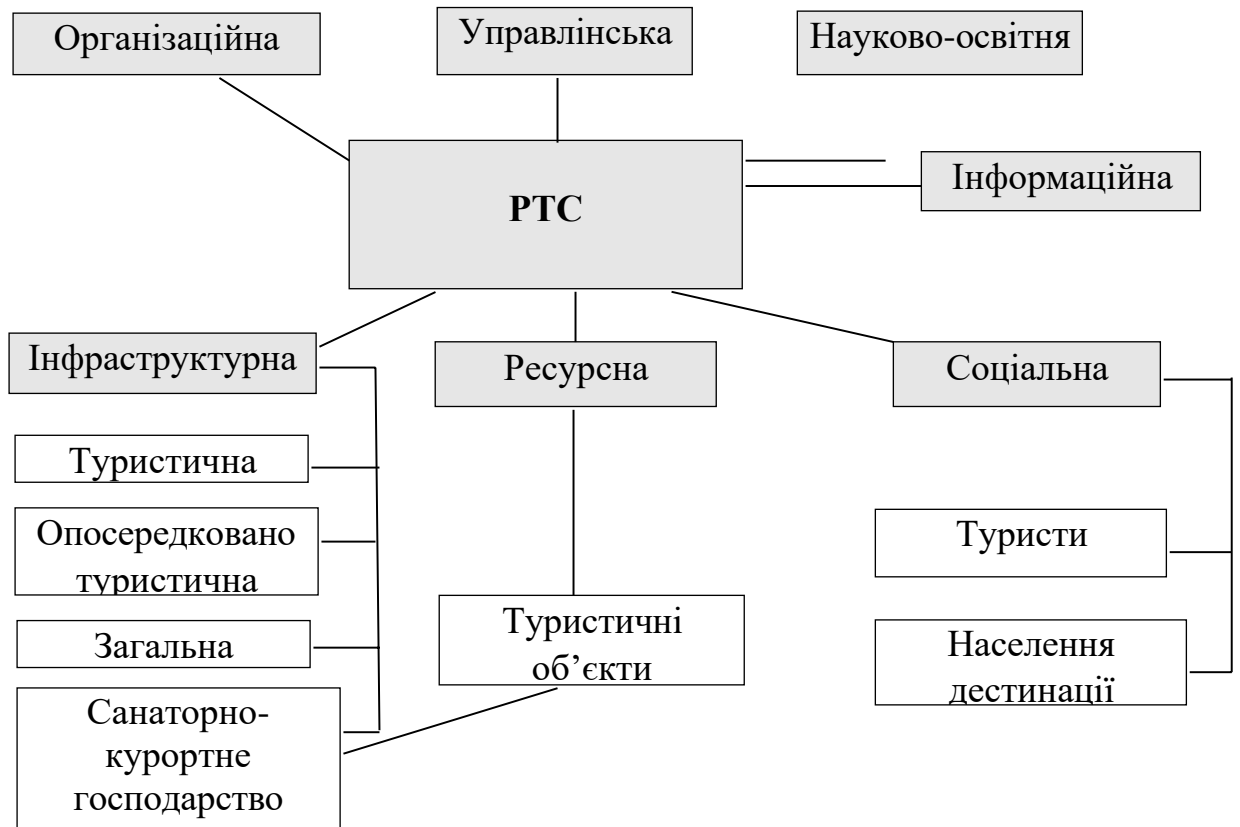 Організаційна
Управлінська
Науково-освітня
РТС
Інформаційна
Інфраструктурна
Ресурсна
Соціальна
Туристична
Опосередковано
туристична
Загальна
Санаторно-
курортне
господарство
Туристичні
об’єкти
Туристи
Населення
дестинації